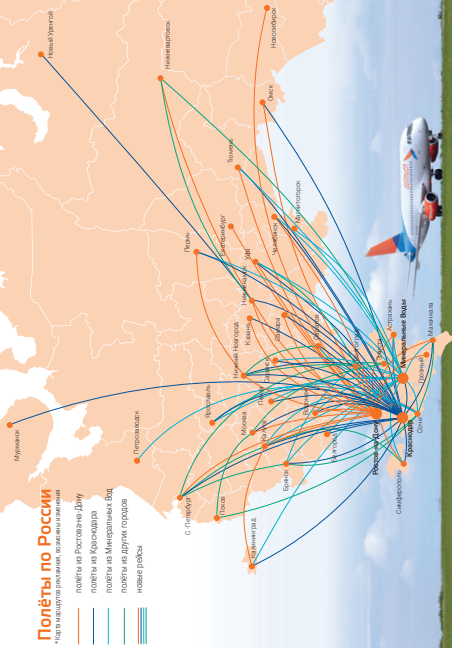 Полёты по России
*Карта маршрутов рекламная, возможны изменения
полёты из Ростова-на-Дону
полёты из Краснодара
полёты из Минеральных Вод
полёты из других городов
новые рейсы
Мурманск
Новый Уренгой
Петрозаводск
Нижневартовск
С.-Петербург
Ярославль
Пермь
Псков
Екатеринбург
Тюмень
Нижний Новгород
Казань
Нижнекамск
Уфа
Москва
Калуга
Омск
Новосибирск
Челябинск
Магнитогорск
Самара
Калининград
Брянск
Ростов-на-Дону
Астрахань
Симферополь
Краснодар
Минеральные Воды
Сочи
Грозный
Махачкала